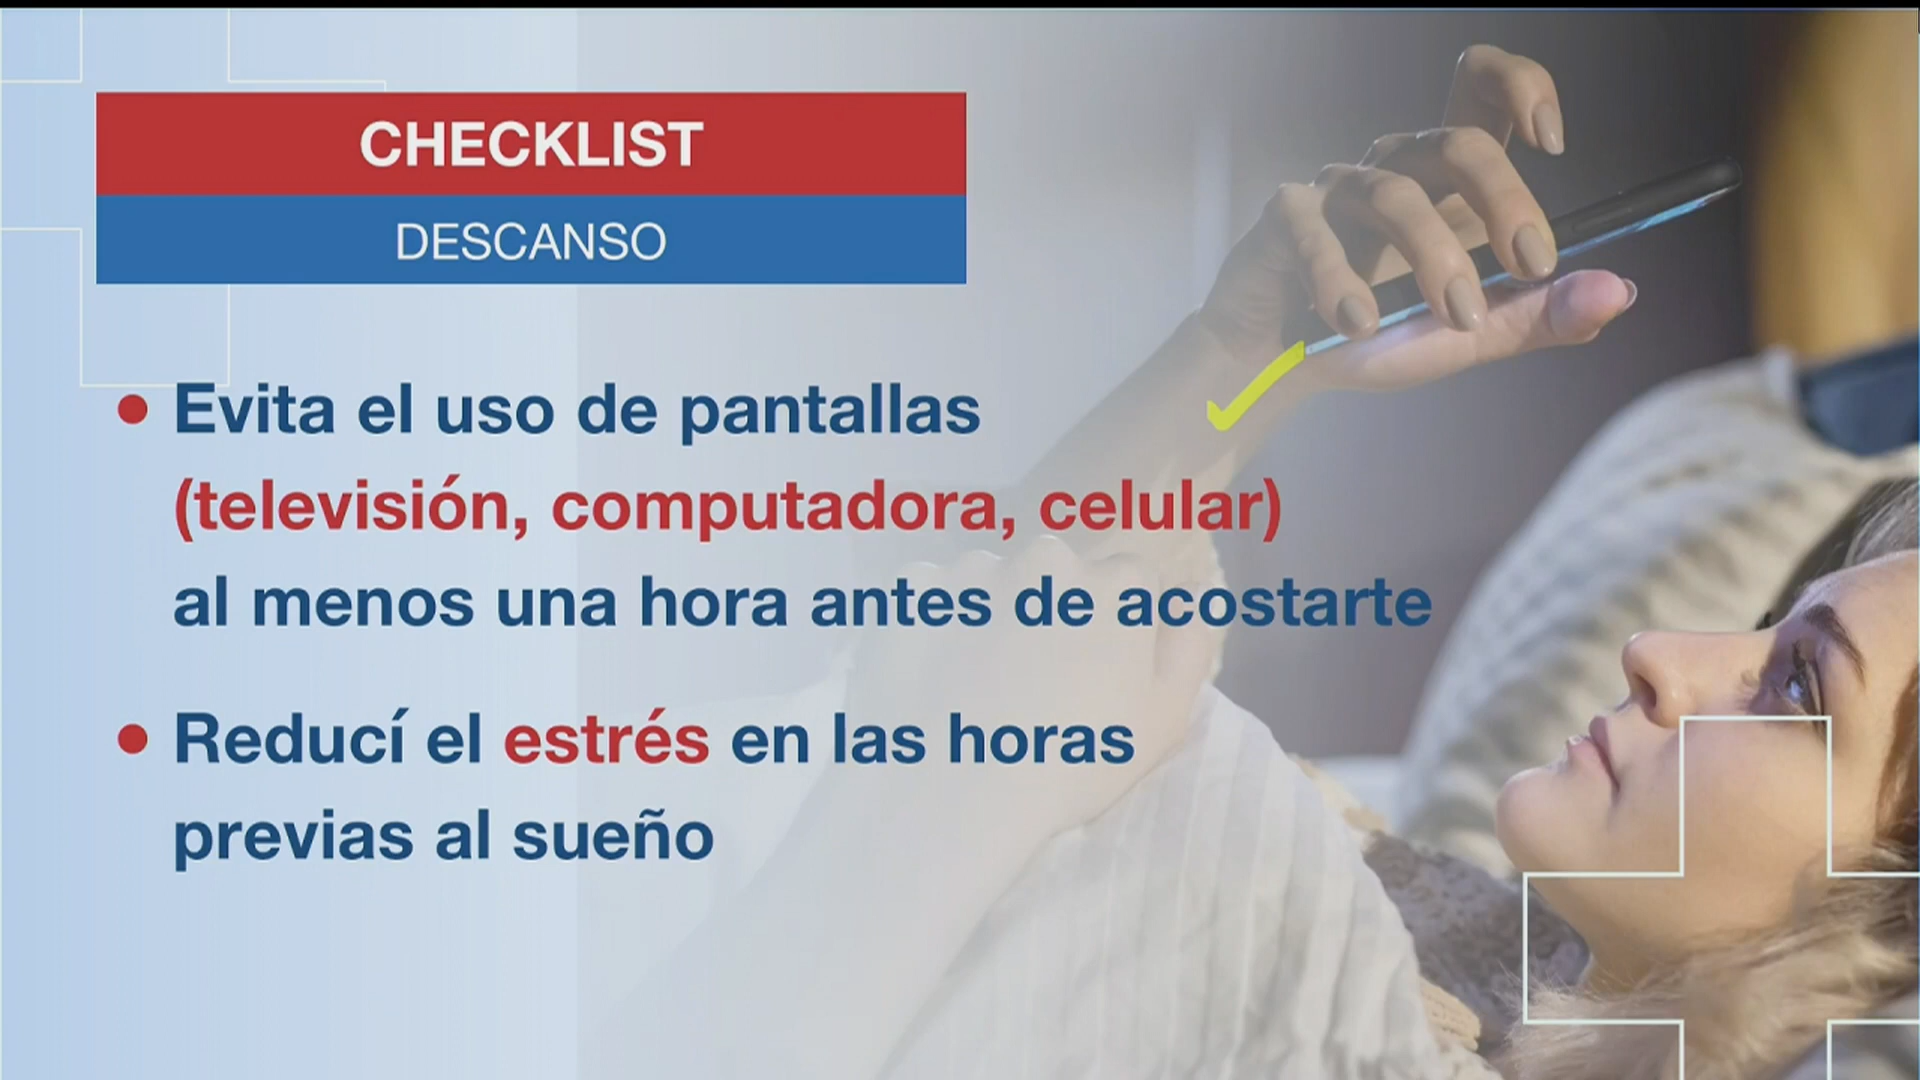 CHECKLIST
DESCANSO
• Evita el uso de pantallas
(televisión, computadora, celular)
al menos una hora antes de acostarte
• Reducí el estrés en las horas
previas al sueño